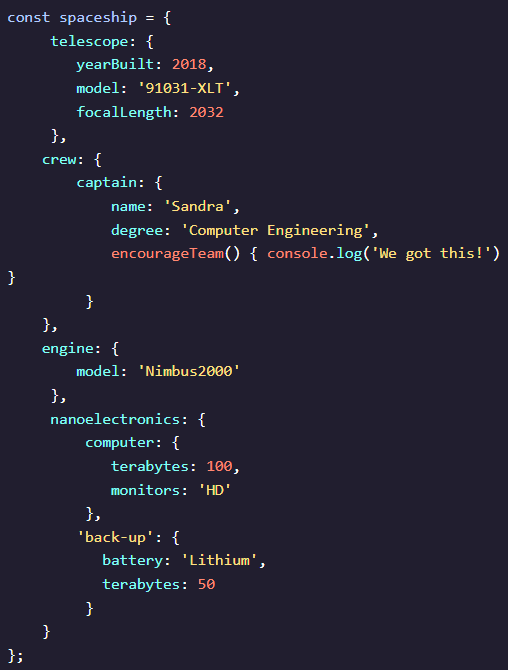 const spaceship = {
     telescope: {
        yearBuilt: 2018,
        model: '91031-XLT',
        focalLength: 2032
     },
    crew: {
        captain: {
            name: 'Sandra',
            degree: 'Computer Engineering',
            encourageTeam() { console.log('We got this!')
}
         }
    },
    engine: {
        model: 'Nimbus2000'
     },
     nanoelectronics: {
         computer: {
            terabytes: 100,
            monitors: 'HD'
         },
        'back-up': {
           battery: 'Lithium',
           terabytes: 50
         }
    }
};